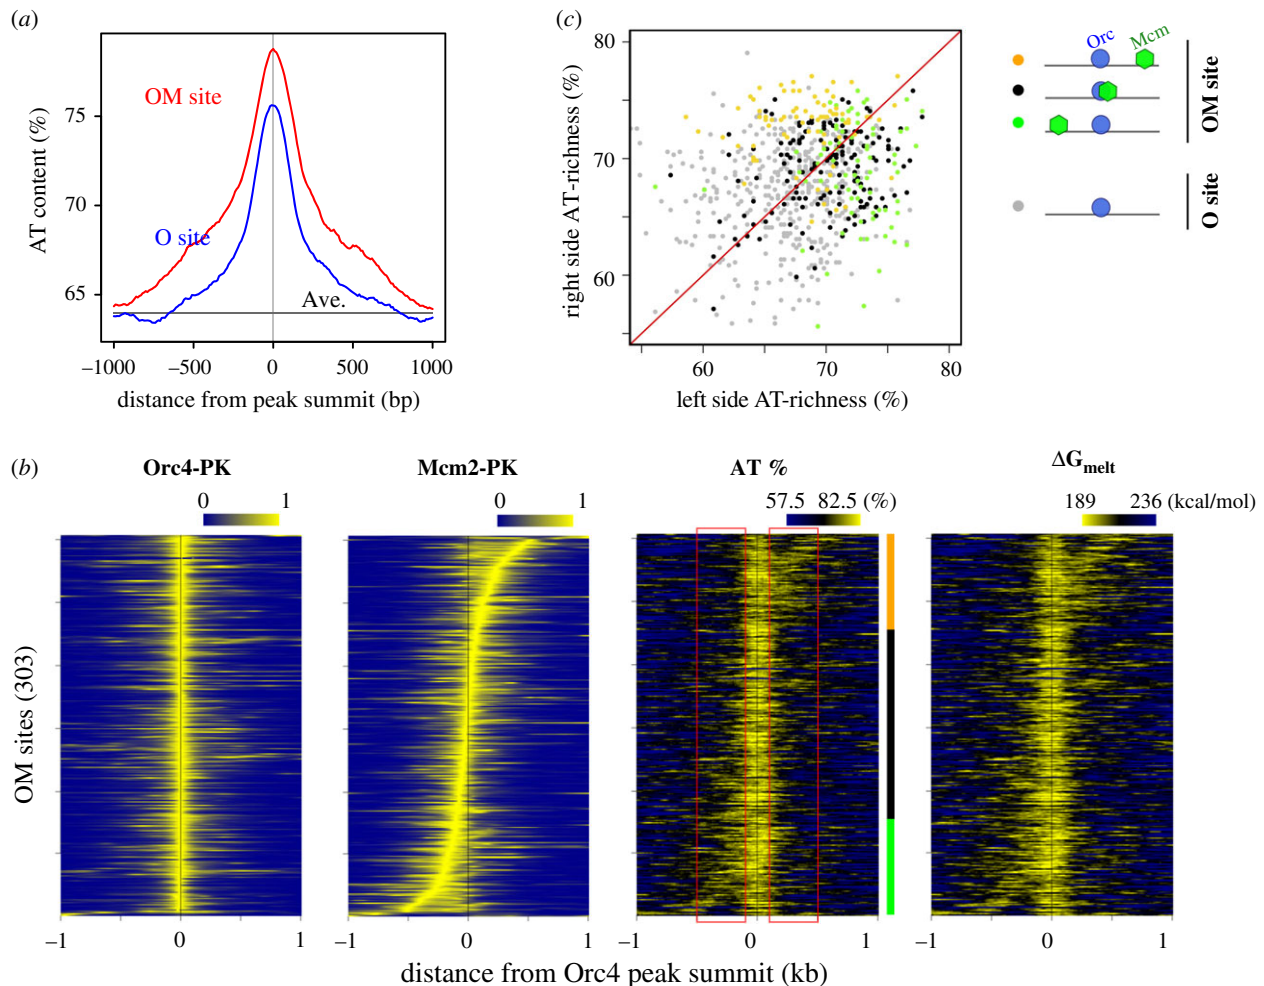 (a)
AT content (%)
75
70
65
OM site
O site
Ave.
−1000
−500
0
500
1000
distance from peak summit (bp)
(c)
right side AT-richness (%)
80
70
60
60
70
80
left side AT-richness (%)
Orc
Mcm
OM site
O site
(b)
Orc4-PK
0 1
Mcm2-PK
0 1
AT %
57.5 82.5 (%)
ΔGmelt
189 236 (kcal/mol)
OM sites (303)
−1 0 1
−1 0 1
−1 0 1
−1 0 1
distance from Orc4 peak summit (kb)